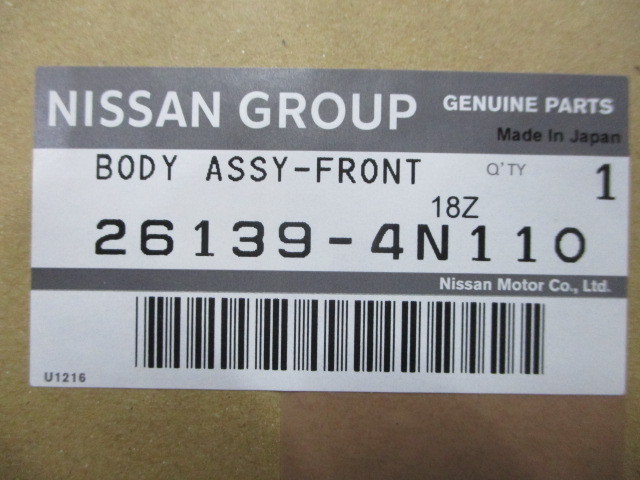 NISSAN GROUP GENUINE PARTS
Made In Japan
BODY ASSY-FRONT Q'TY 1
18Z
26139-4N110
Nissan Motor Co., Ltd.
U1216